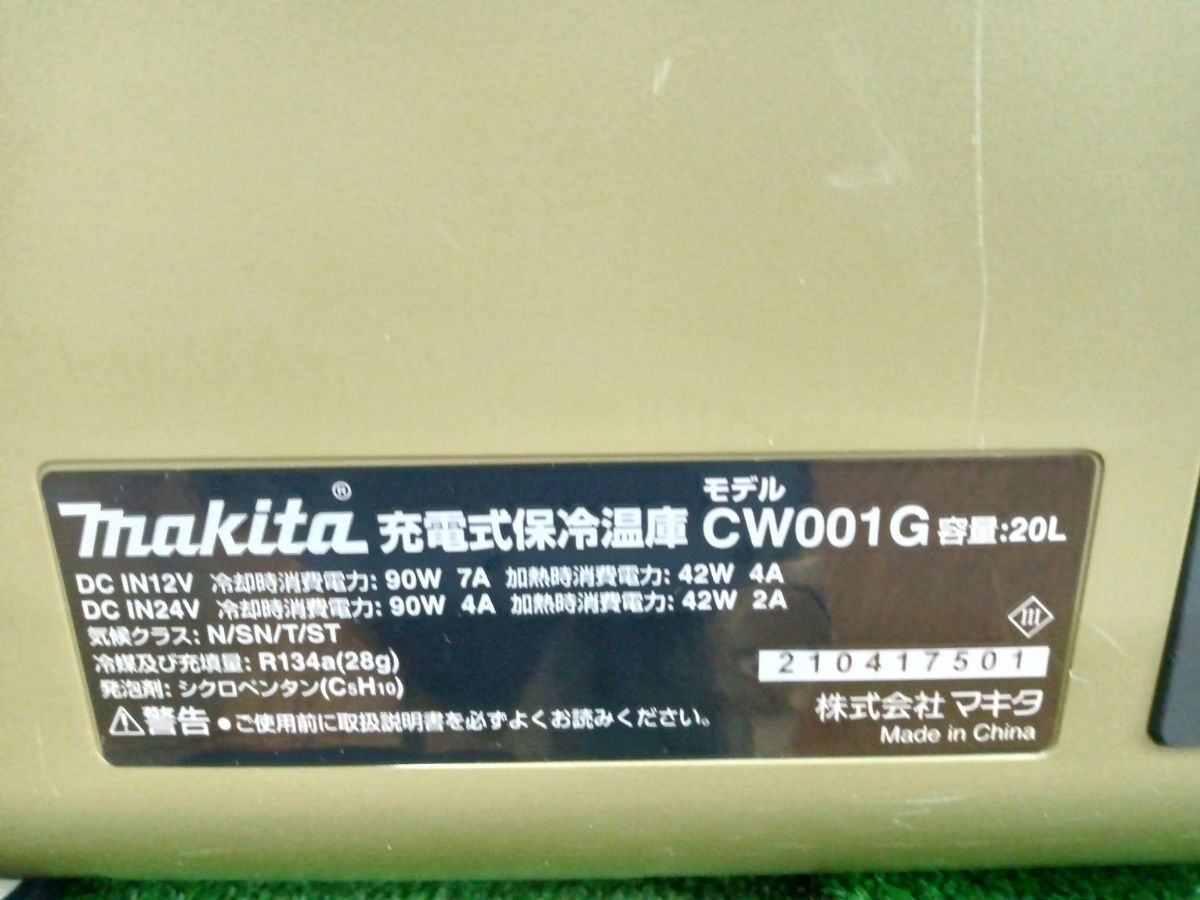 makita® 充電式保冷温庫 モデル CW001G 容量:20L
DC IN12V 冷却時消費電力: 90W 7A 加熱時消費電力: 42W 4A
DC IN24V 冷却時消費電力: 90W 4A 加熱時消費電力: 42W 2A
気候クラス: N/SN/T/ST
冷媒及び充填量: R134a(28g)
210417501
発泡剤: シクロペンタン(C5H10)
⚠警告 ●ご使用前に取扱説明書を必ずよくお読みください。
株式会社 マキタ
Made in China